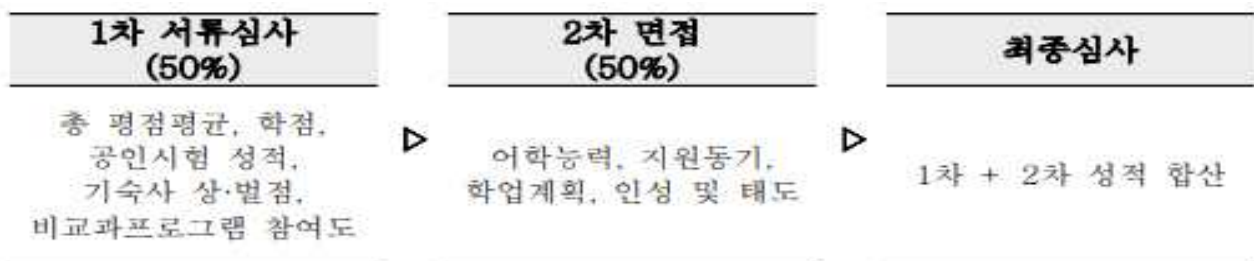 1차 서류심사
(50%)
총 평점평균, 학점,
공인시험 성적,
기숙사 상·벌점,
비교과프로그램 참여도
▷
2차 면접
(50%)
어학능력, 지원동기,
학업계획, 인성 및 태도
▷
최종심사
1차 + 2차 성적 합산